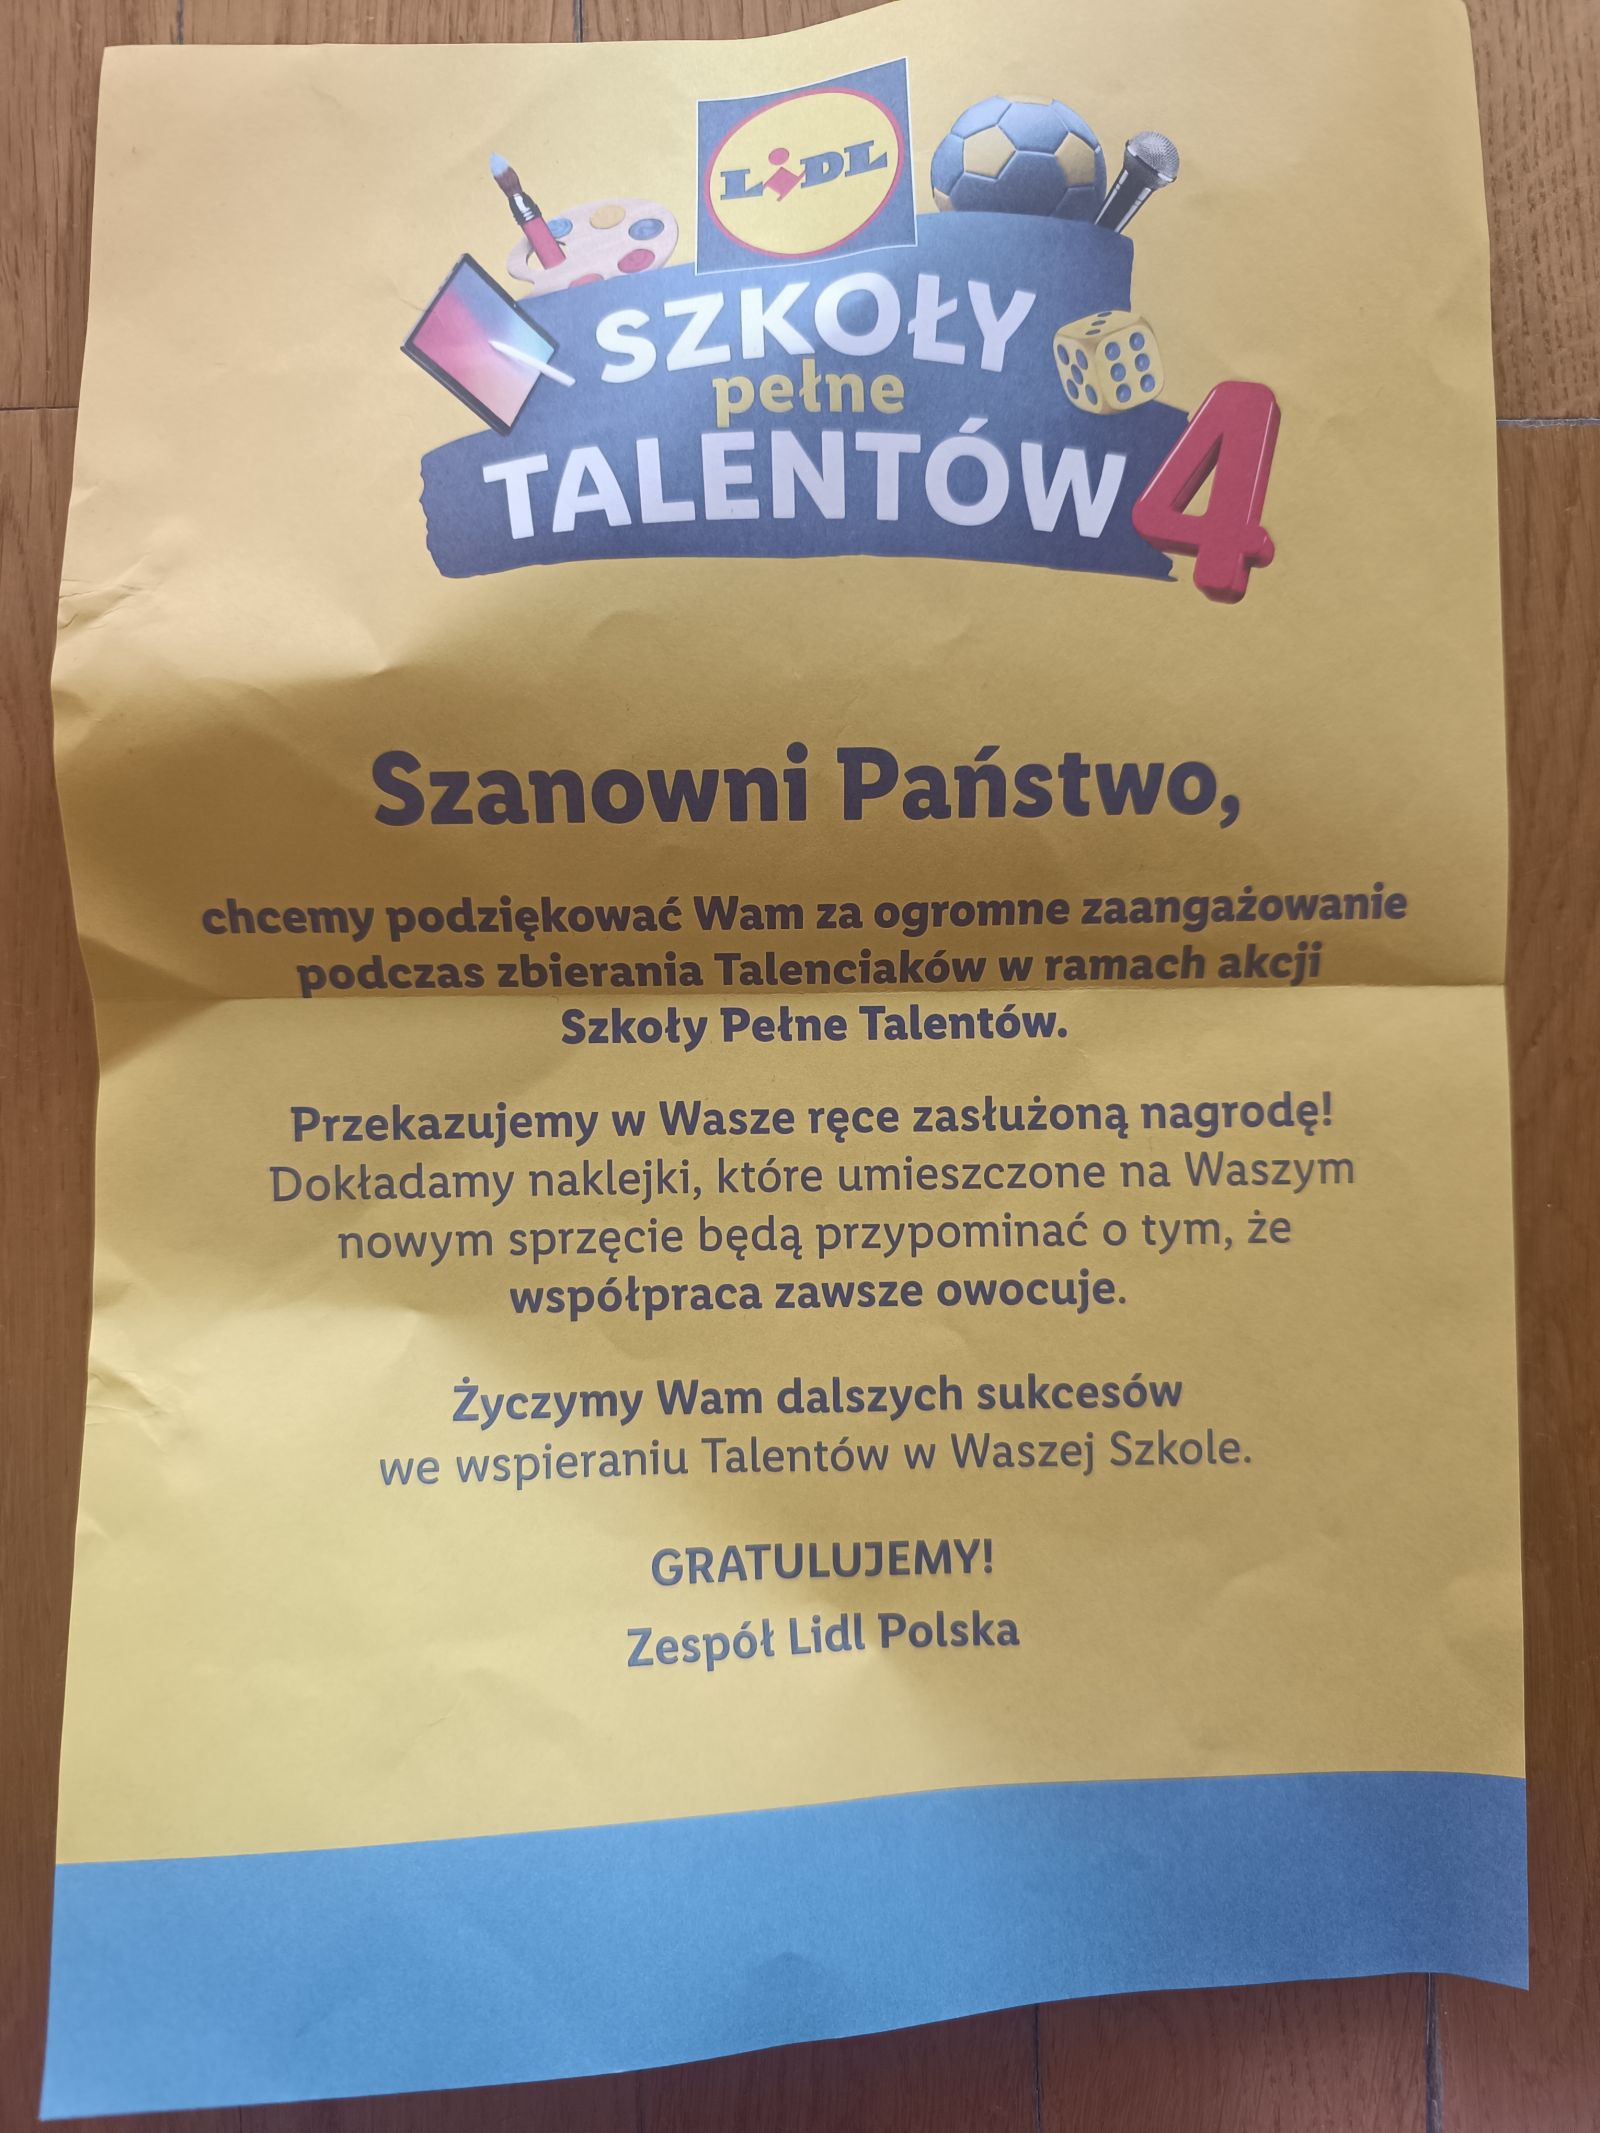 LIDL
SZKOŁY
pełne
TALENTÓW 4
Szanowni Państwo,
chcemy podziękować Wam za ogromne zaangażowanie
podczas zbierania Talenciaków w ramach akcji
Szkoły Pełne Talentów.
Przekazujemy w Wasze ręce zasłużoną nagrodę!
Dokładamy naklejki, które umieszczone na Waszym
nowym sprzęcie będą przypominać o tym, że
współpraca zawsze owocuje.
Życzymy Wam dalszych sukcesów
we wspieraniu Talentów w Waszej Szkole.
GRATULUJEMY!
Zespół Lidl Polska